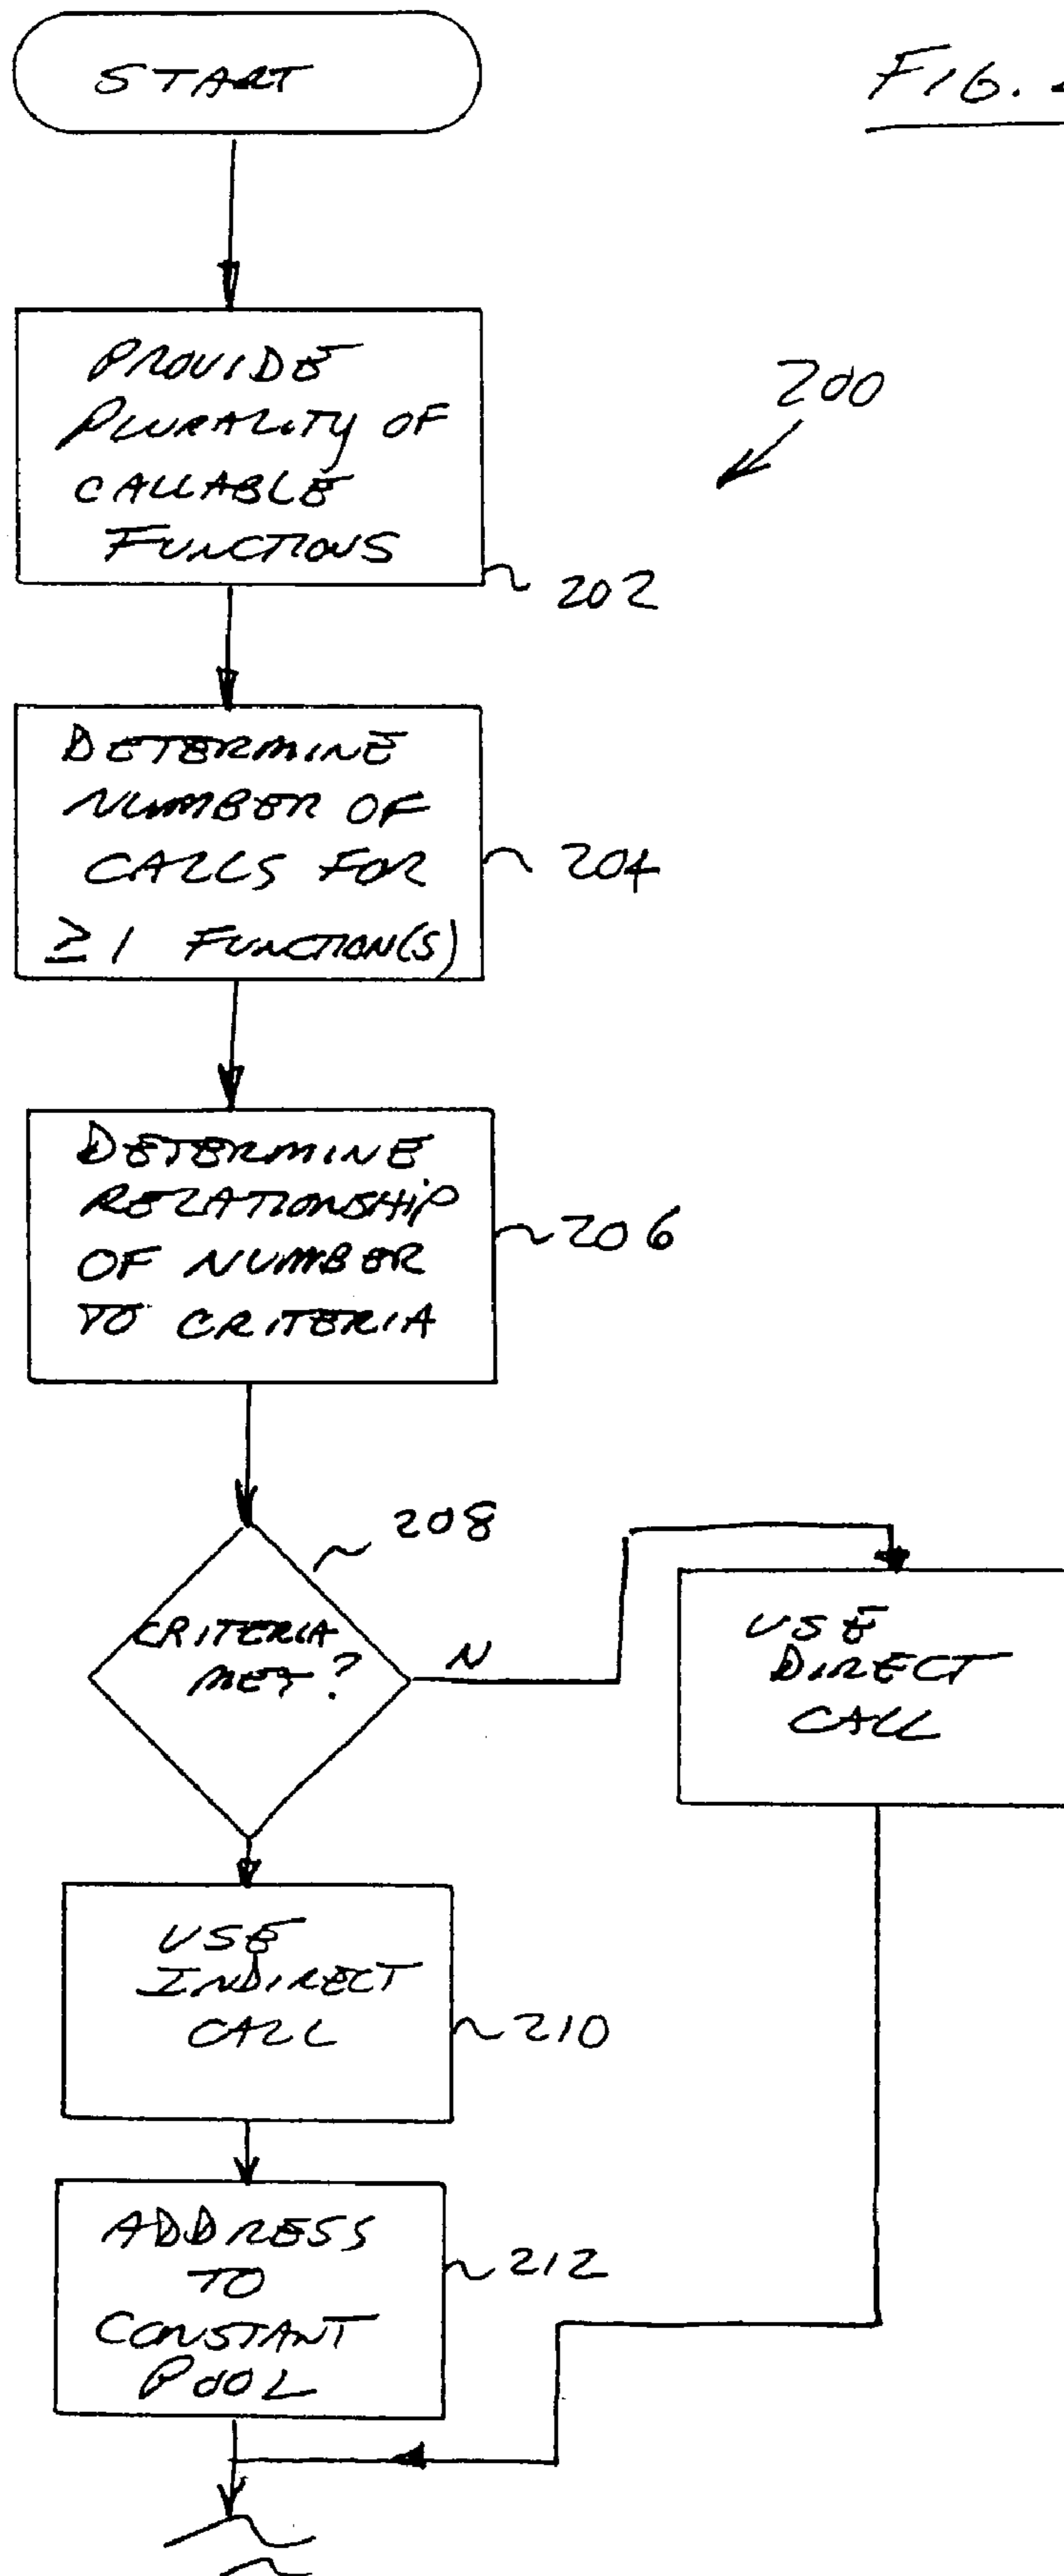 START
FIG.
PROVIDE
PLURALITY OF
CALLABLE
FUNCTIONS
200
202
DETERMINE
NUMBER OF
CALLS FOR
≥ 1 FUNCTION(S)
204
DETERMINE
RELATIONSHIP
OF NUMBER
TO CRITERIA
206
208
CRITERIA
MET?
N
USE
DIRECT
CALL
USE
INDIRECT
CALL
210
ADDRESS
TO
CONSTANT
POOL
212